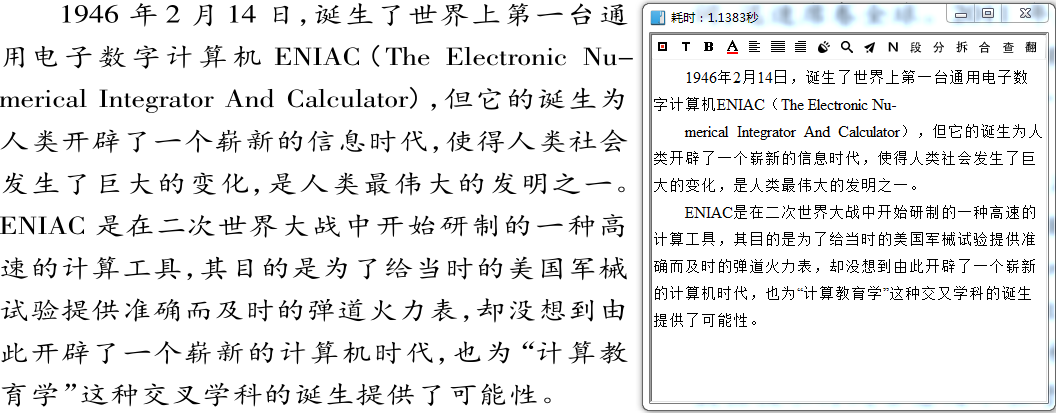 1946 年 2 月 14 日,诞生了世界上第一台通
用电子数字计算机 ENIAC(The Electronic Nu-
merical Integrator And Calculator),但它的诞生为
人类开辟了一个崭新的信息时代,使得人类社会
发生了巨大的变化,是人类最伟大的发明之一。
ENIAC 是在二次世界大战中开始研制的一种高
速的计算工具,其目的是为了给当时的美国军械
试验提供准确而及时的弹道火力表,却没想到由
此开辟了一个崭新的计算机时代,也为“计算教
育学”这种交叉学科的诞生提供了可能性。
耗时：1.1383秒
T B A N 段 分 拆 合 查 翻
1946年2月14日，诞生了世界上第一台通用电子数
字计算机ENIAC（The Electronic Nu-
merical Integrator And Calculator），但它的诞生为人
类开辟了一个崭新的信息时代，使得人类社会发生了巨
大的变化，是人类最伟大的发明之一。
ENIAC是在二次世界大战中开始研制的一种高速的
计算工具，其目的是为了给当时的美国军械试验提供准
确而及时的弹道火力表，却没想到由此开辟了一个崭新
的计算机时代，也为“计算教育学”这种交叉学科的诞生
提供了可能性。